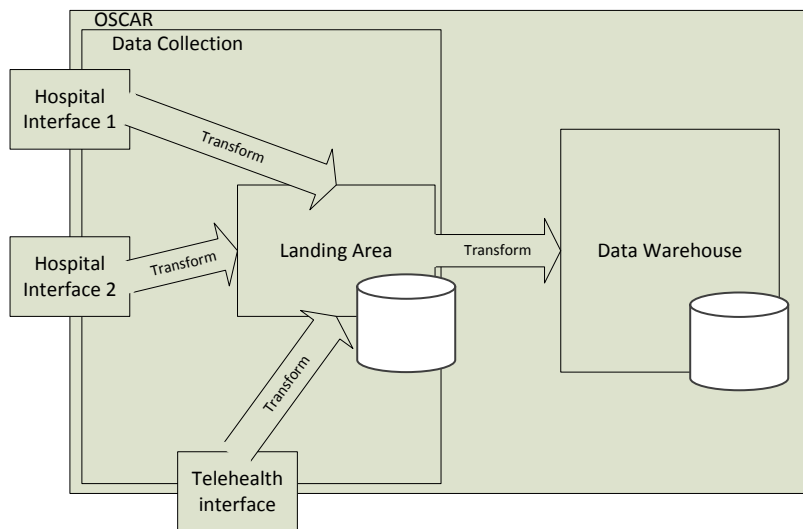 OSCAR
Data Collection
Hospital
Interface 1
Transform
Hospital
Interface 2
Transform
Landing Area
Transform
Data Warehouse
Transform
Telehealth
interface